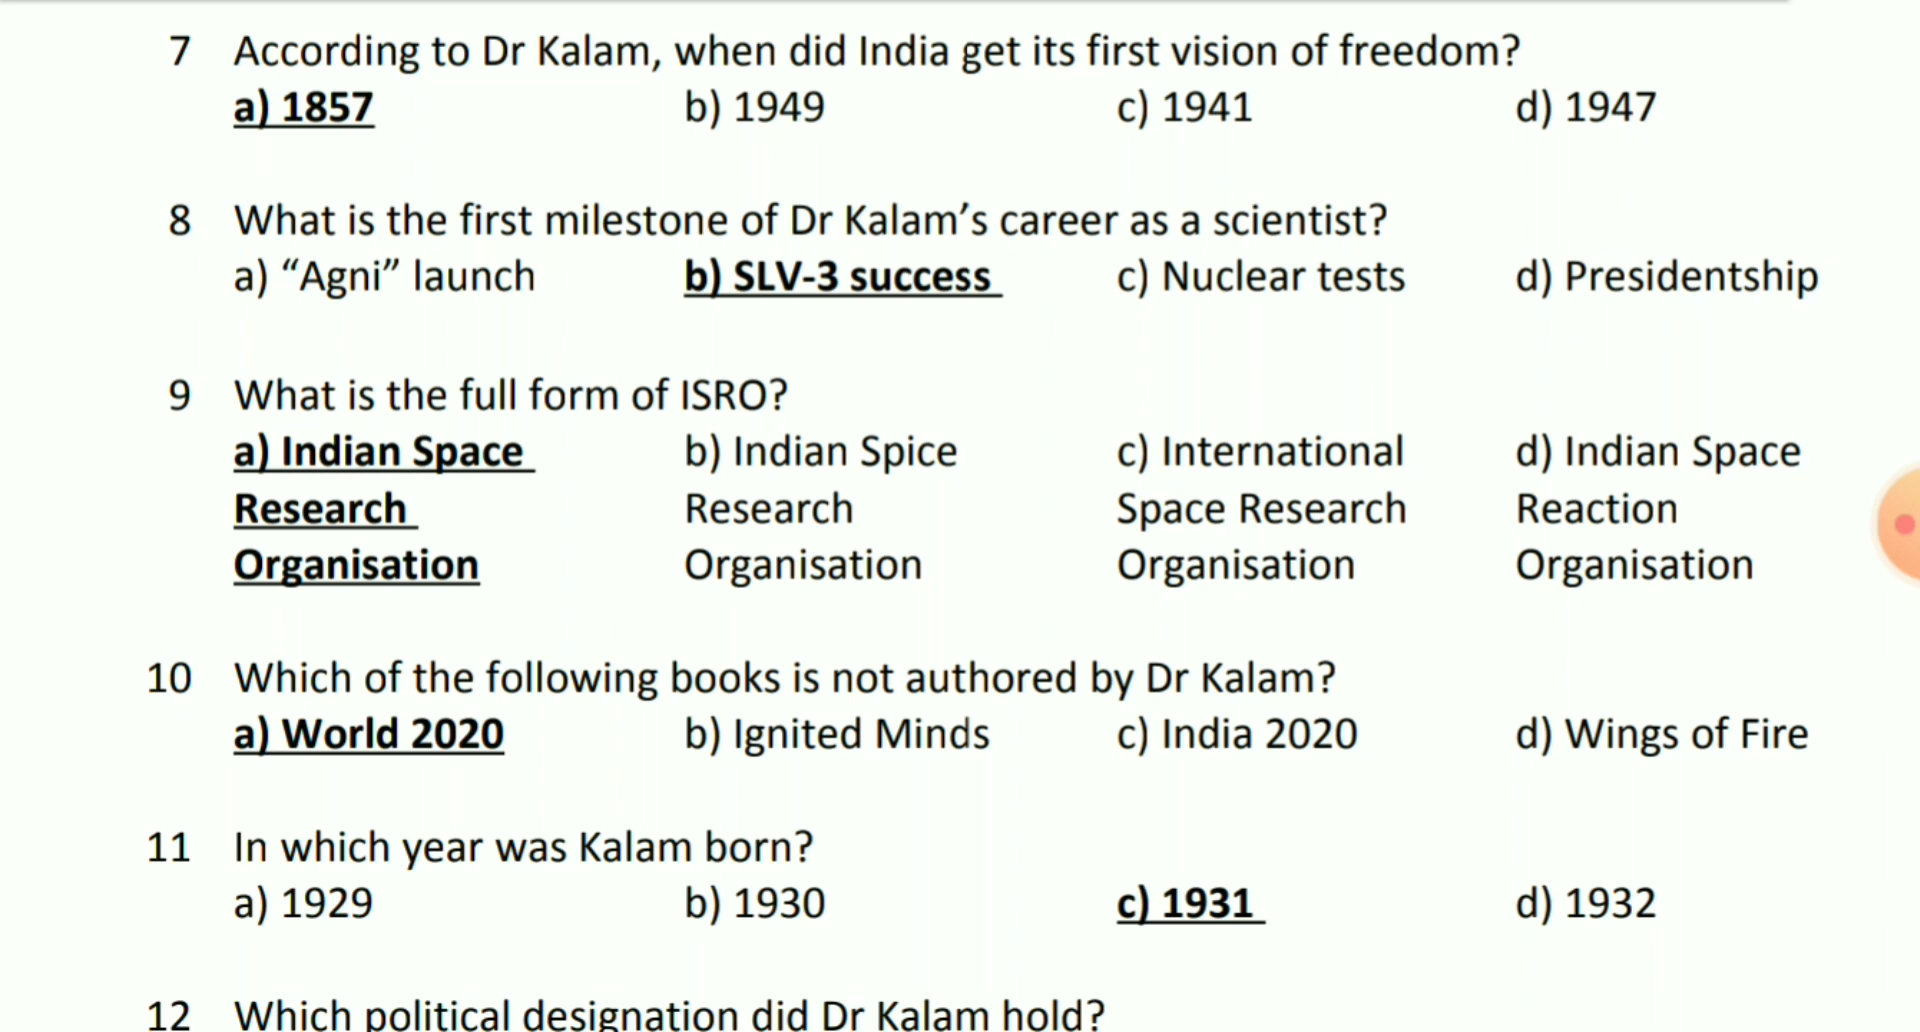 7 According to Dr Kalam, when did India get its first vision of freedom?
a) 1857 b) 1949 c) 1941 d) 1947
8 What is the first milestone of Dr Kalam’s career as a scientist?
a) “Agni” launch b) SLV-3 success c) Nuclear tests d) Presidentship
9 What is the full form of ISRO?
a) Indian Space b) Indian Spice c) International d) Indian Space
Research Research Space Research Reaction
Organisation Organisation Organisation Organisation
10 Which of the following books is not authored by Dr Kalam?
a) World 2020 b) Ignited Minds c) India 2020 d) Wings of Fire
11 In which year was Kalam born?
a) 1929 b) 1930 c) 1931 d) 1932
12 Which political designation did Dr Kalam hold?